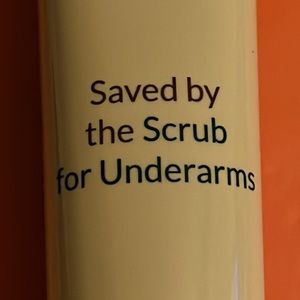 Saved by
the Scrub
for Underarms